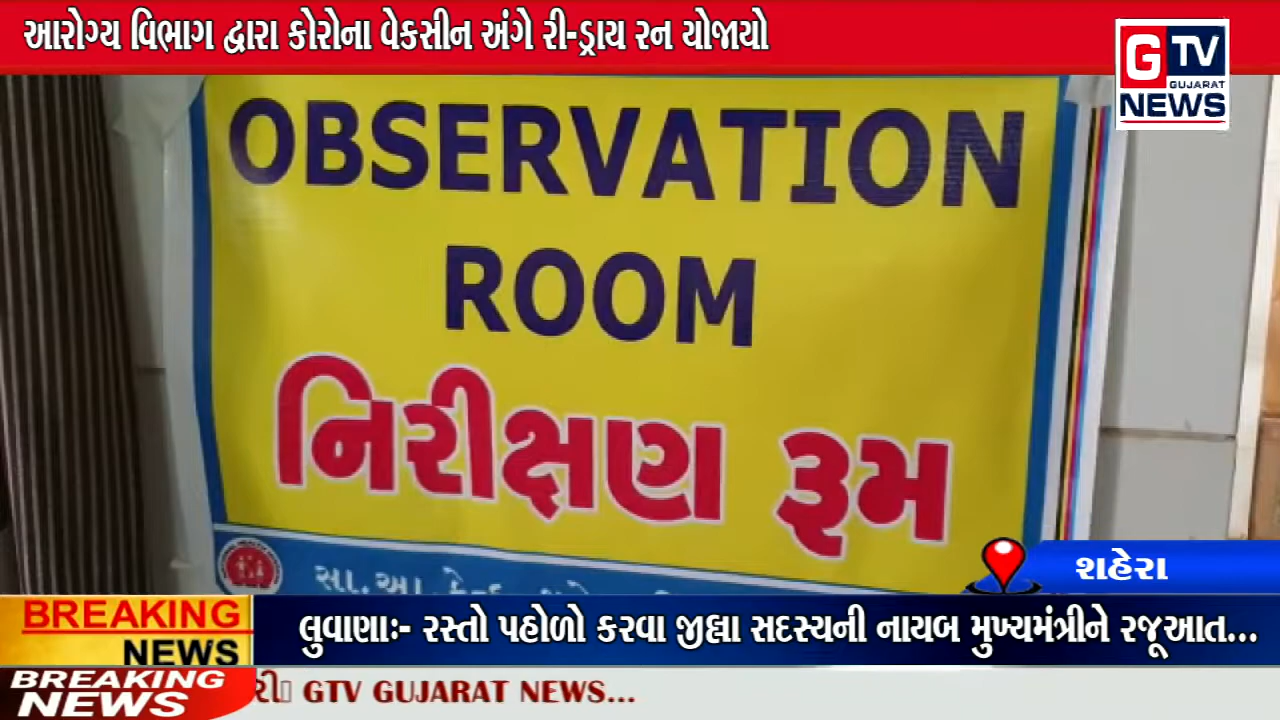 આરોગ્ય વિભાગ દ્વારા કોરોના વેકસીન અંગે રી-ડ્રાય રન યોજાયો
GTV
GUJARAT
NEWS
OBSERVATION
ROOM
નિરીક્ષણ રૂમ
સા.આ.
શહેરા
BREAKING
NEWS
લુવાણાઃ- રસ્તો પહોળો કરવા જીલ્લા સદસ્યની નાયબ મુખ્યમંત્રીને રજૂઆત...
BREAKING
NEWS
GTV GUJARAT NEWS...